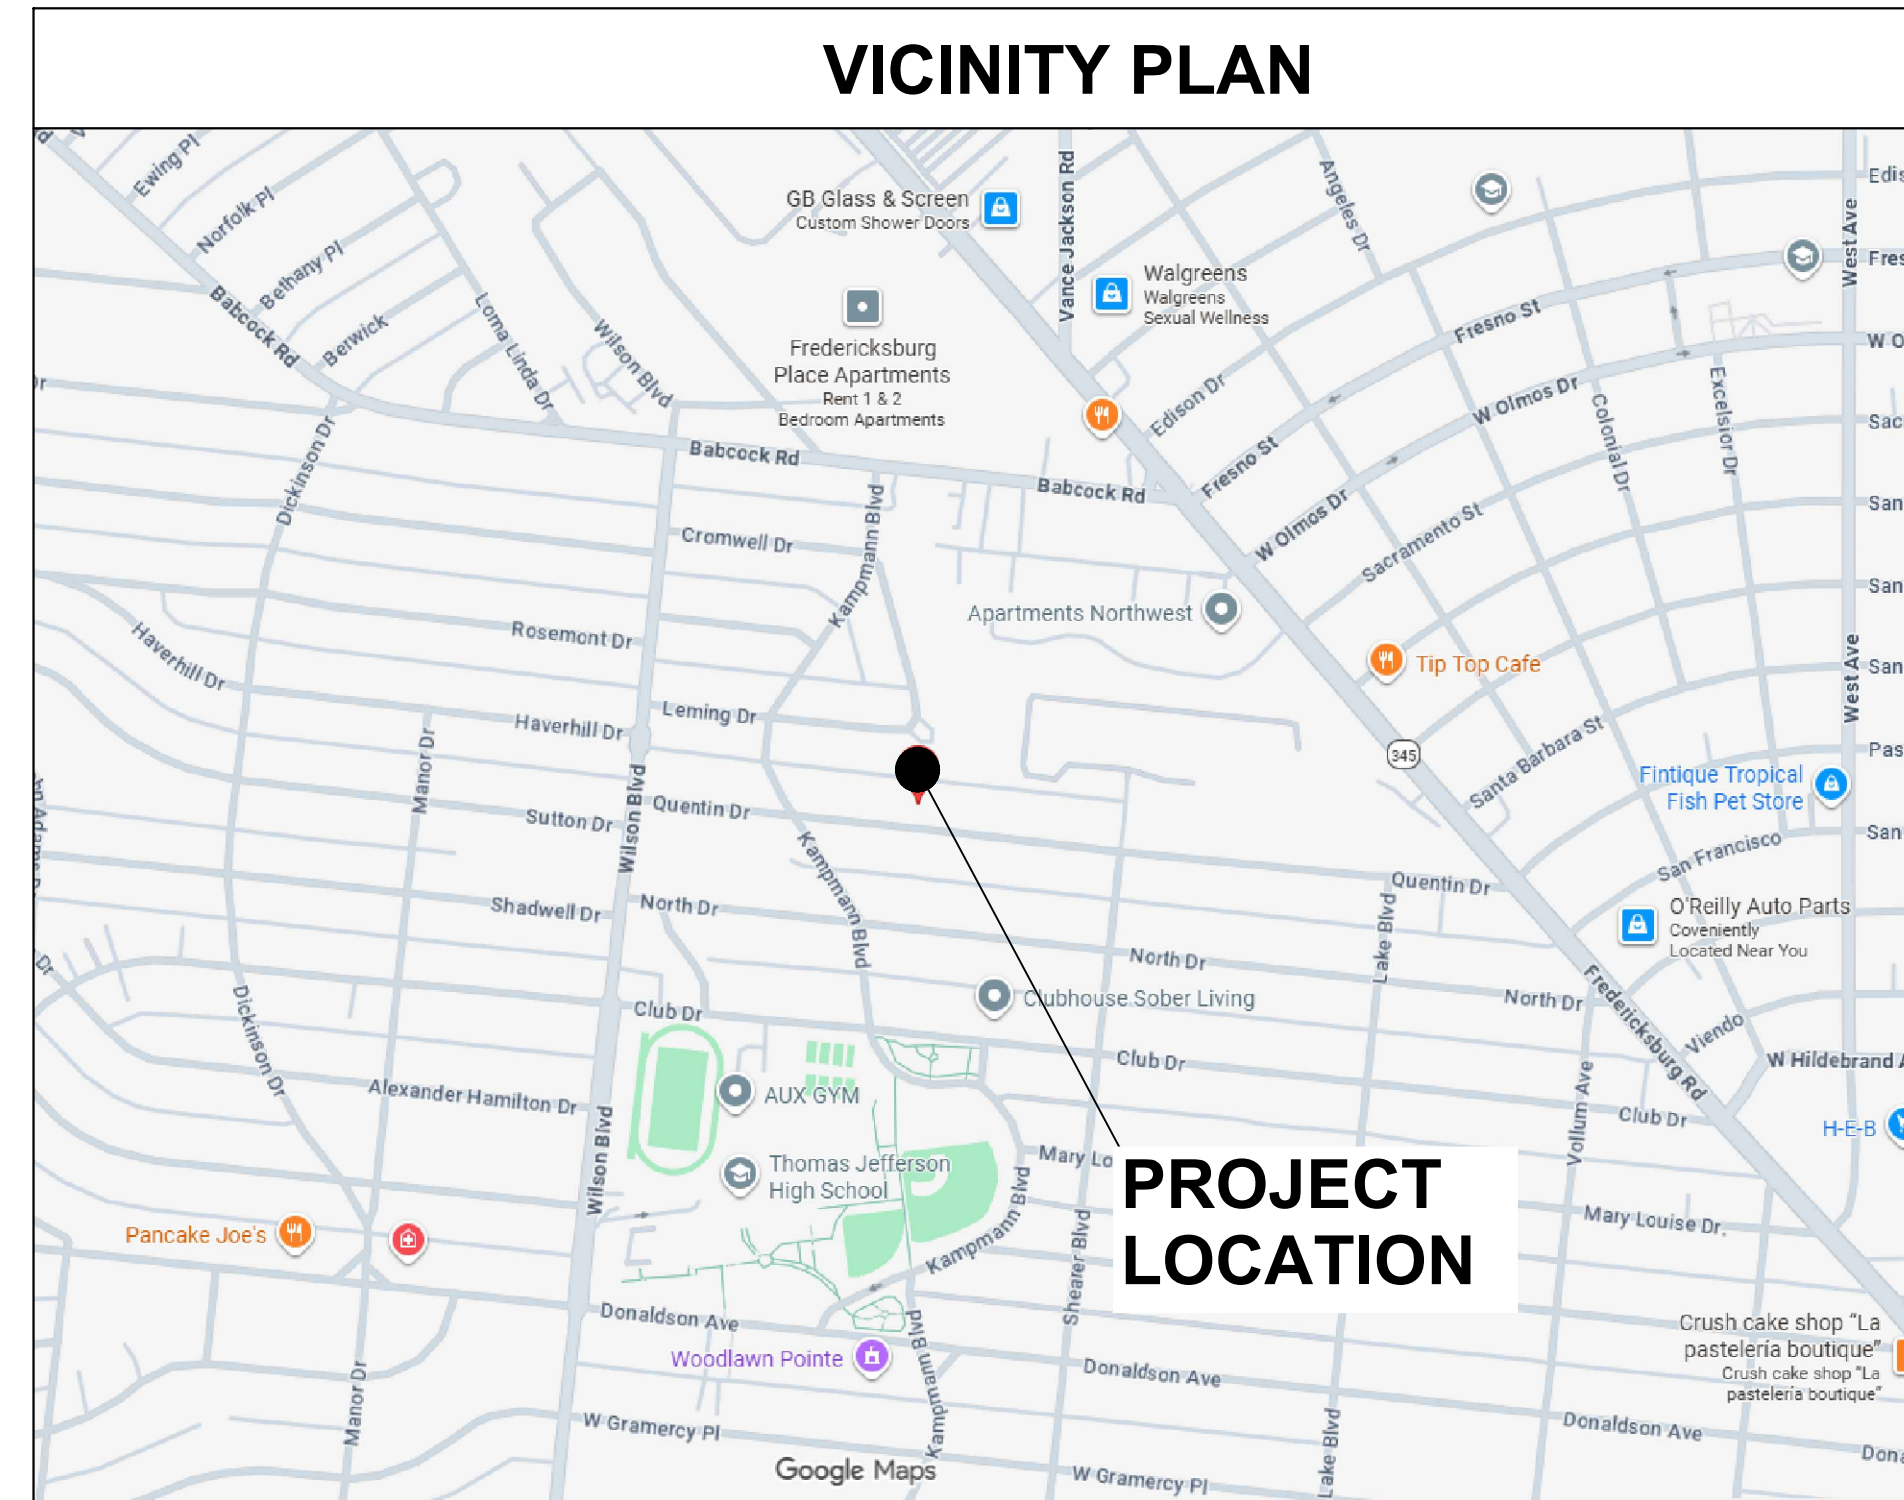 VICINITY PLAN
Ewing Pl
Norfolk Pl
Bethany Pl
Berwick
Babcock Rd
Loma Linda Dr
Wilson Blvd
GB Glass & Screen
Custom Shower Doors
Vance Jackson Rd
Angeles Dr
West Ave
Walgreens
Walgreens
Sexual Wellness
Fredericksburg
Place Apartments
Rent 1 & 2
Bedroom Apartments
Fresno St
W Olmos Dr
Edison Dr
Colonial Dr
Excelsior Dr
Dickinson Dr
Babcock Rd
Babcock Rd
Fresno St
W Olmos Dr
Sacramento St
Cromwell Dr
Kampmann Blvd
Apartments Northwest
Rosemont Dr
Haverhill Dr
Tip Top Cafe
West Ave
Leming Dr
Haverhill Dr
Manor Dr
345
Santa Barbara St
Fintique Tropical
Fish Pet Store
Wilson Blvd
Quentin Dr
Sutton Dr
Kampmann Blvd
San Francisco
Quentin Dr
Shadwell Dr
North Dr
Lake Blvd
O'Reilly Auto Parts
Coveniently
Located Near You
North Dr
North Dr
Fredericksburg Rd
Viendo
Clubhouse Sober Living
Dickinson Dr
Club Dr
Club Dr
W Hildebrand A
Alexander Hamilton Dr
AUX GYM
Vollum Ave
Club Dr
H-E-B
Wilson Blvd
Thomas Jefferson
High School
Mary Lo
PROJECT
LOCATION
Kampmann Blvd
Shearer Blvd
Mary Louise Dr.
Pancake Joe's
Donaldson Ave
Woodlawn Pointe
Kampmann Blvd
Donaldson Ave
Crush cake shop "La
pastelería boutique"
Crush cake shop "La
pastelería boutique"
Manor Dr
W Gramercy Pl
Lake Blvd
Donaldson Ave
Google Maps
W Gramercy Pl